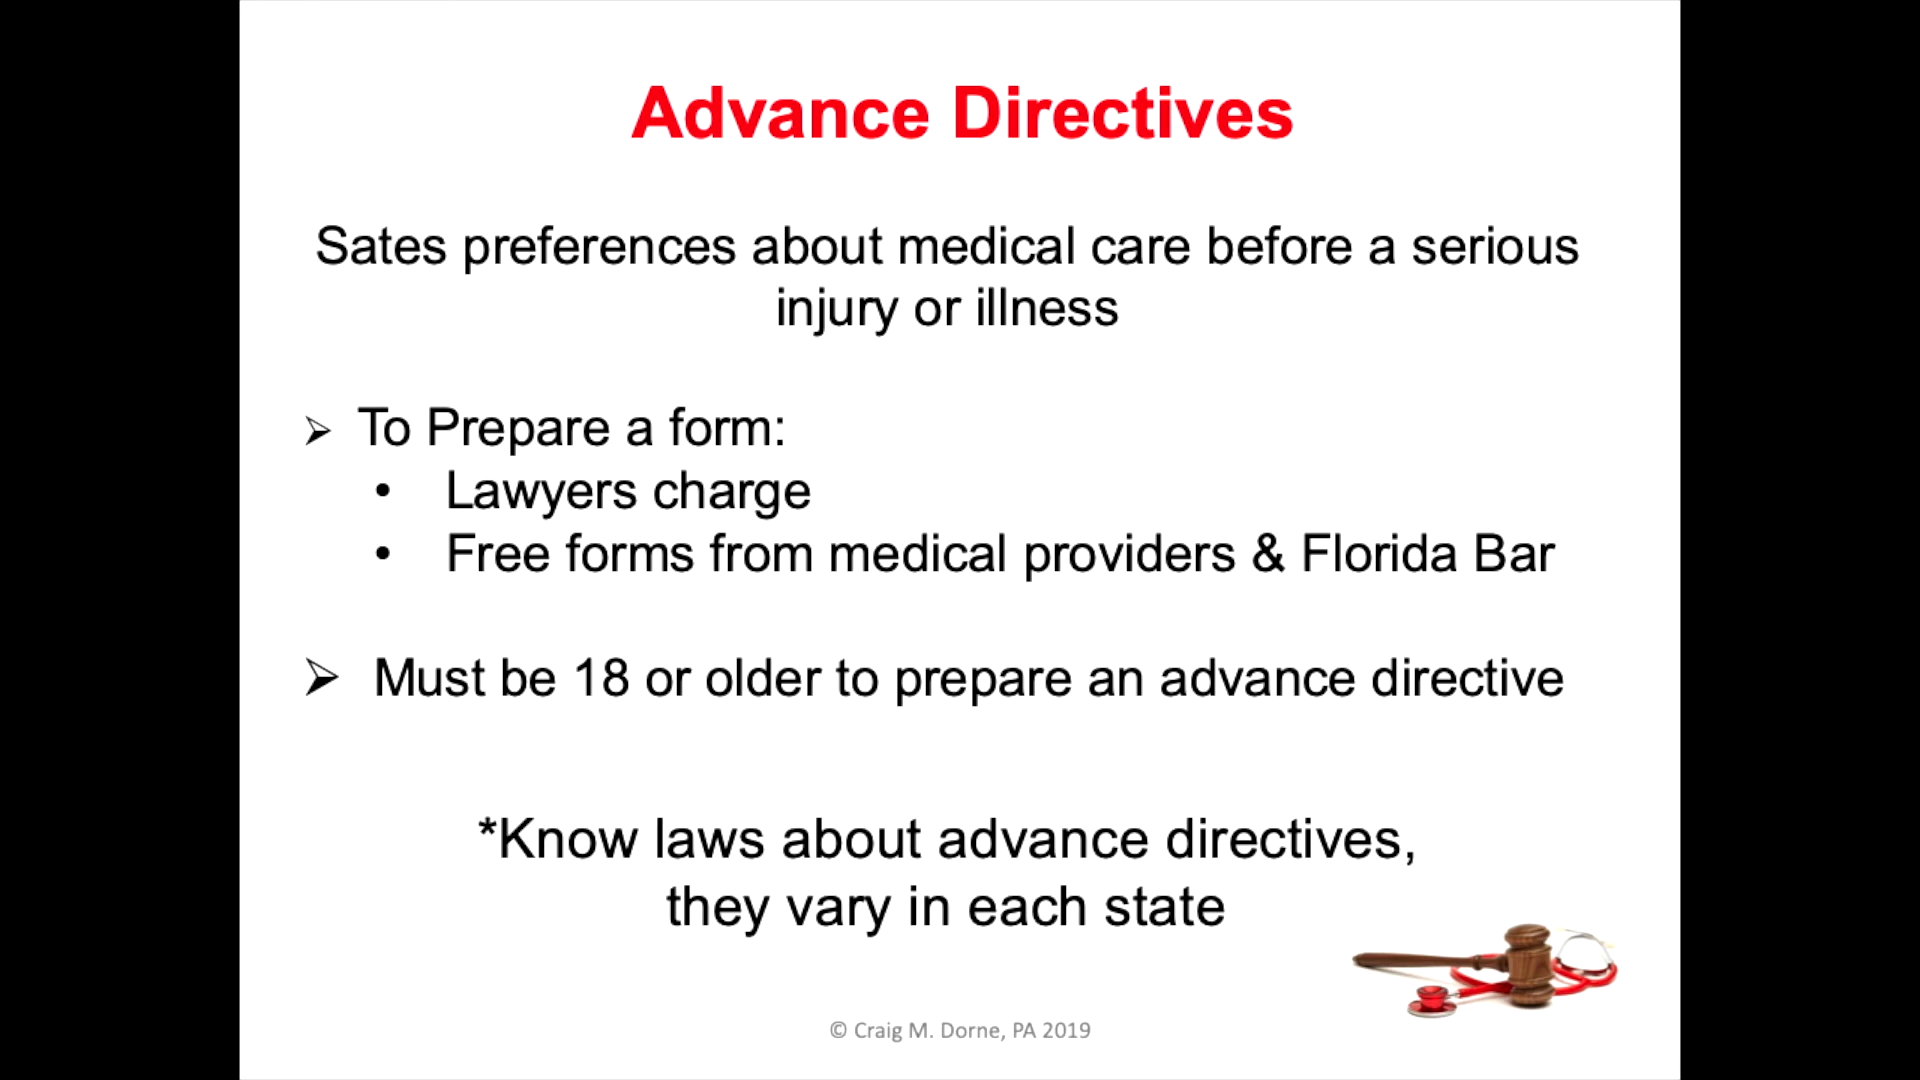 Advance Directives
Sates preferences about medical care before a serious
injury or illness
➢ To Prepare a form:
• Lawyers charge
• Free forms from medical providers & Florida Bar
➢ Must be 18 or older to prepare an advance directive
*Know laws about advance directives,
they vary in each state
© Craig M. Dorne, PA 2019